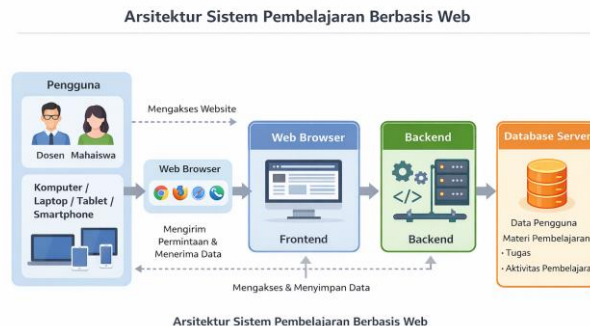 Arsitektur Sistem Pembelajaran Berbasis Web
Pengguna
Dosen Mahaiswa
Komputer /
Laptop / Tablet /
Smartphone
Mengakses Website
Web Browser
Mengirim
Permintaan &
Menerima Data
Web Browser
Frontend
Backend
</>
Backend
Database Server
Data Pengguna
Materi Pembelajaran
• Tugas
• Aktivitas Pembelajara
Mengakses & Menyimpan Data
Arsitektur Sistem Pembelajaran Berbasis Web